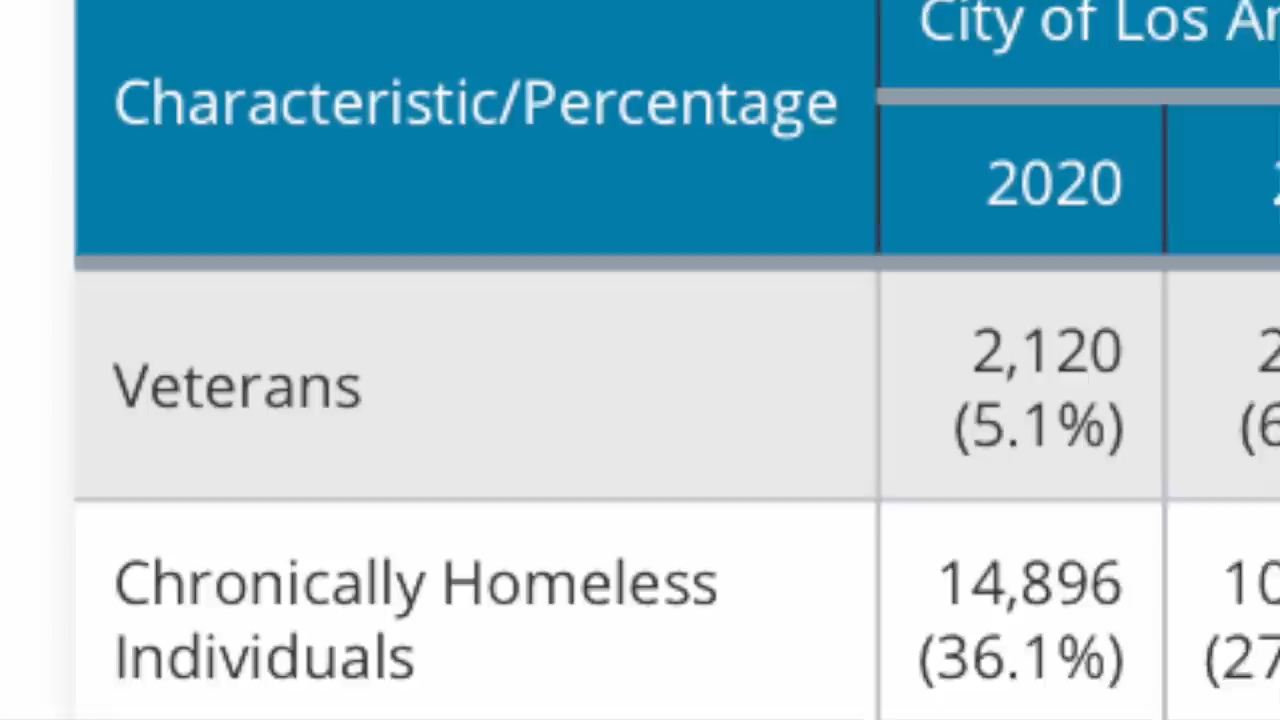 City of Los
Characteristic/Percentage
2020
Veterans
2,120
(5.1%)
Chronically Homeless
Individuals
14,896
(36.1%)